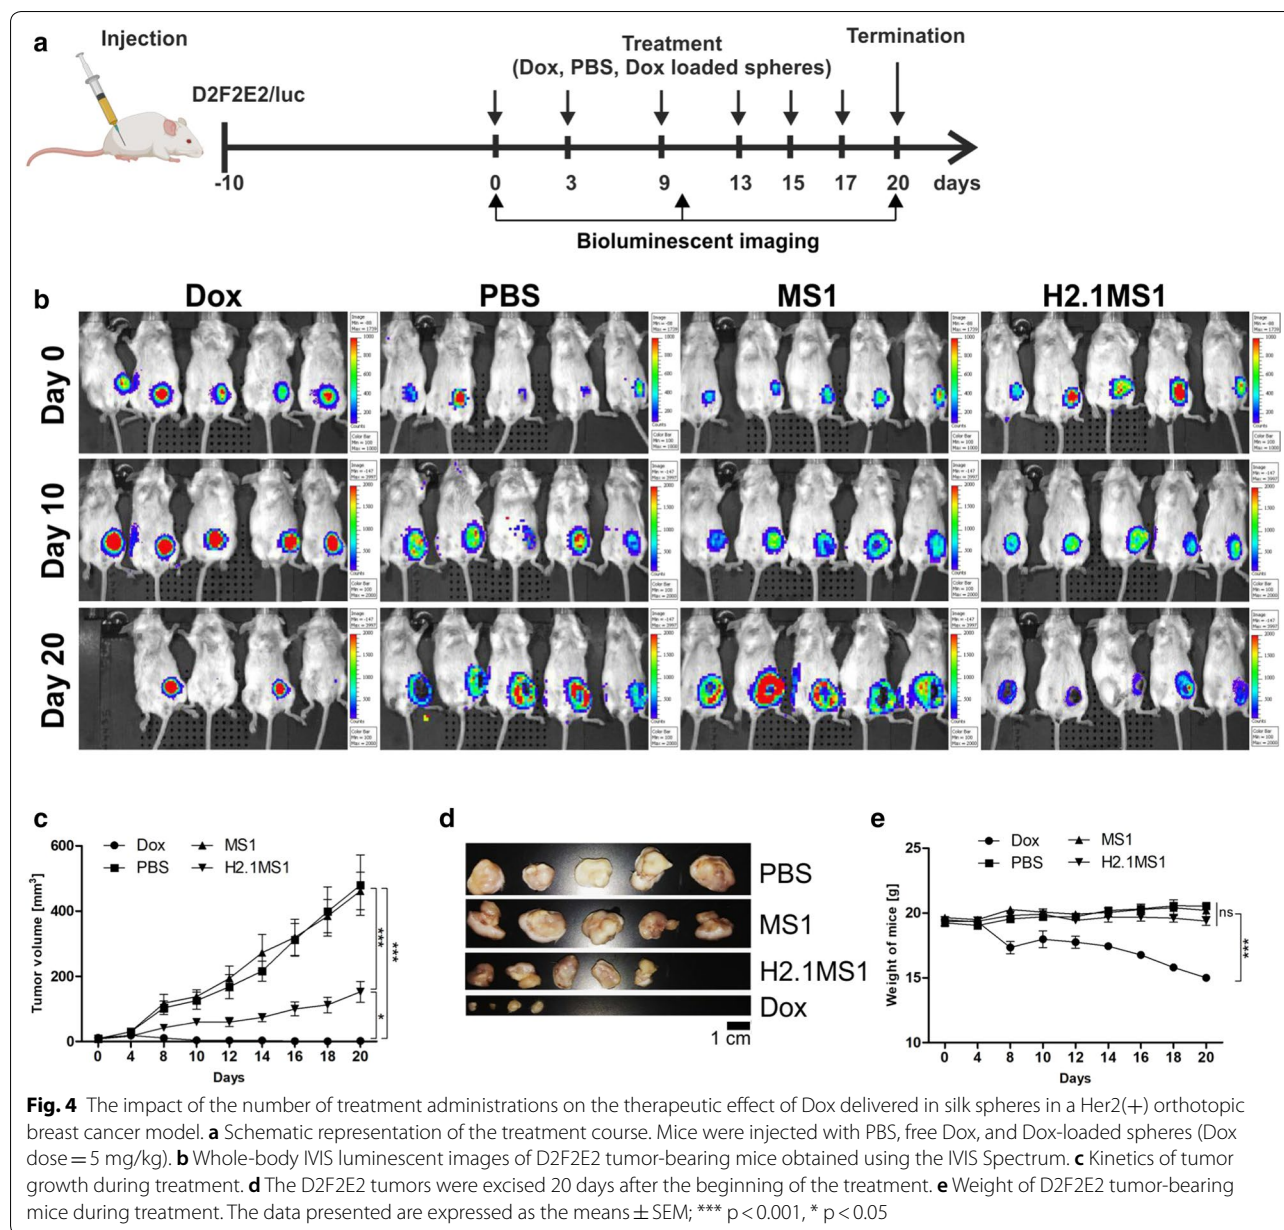 a
Injection
Treatment
(Dox, PBS, Dox loaded spheres)
Termination
D2F2E2/luc
-10 0 3 9 13 15 17 20 days
Bioluminescent imaging
b
Dox PBS MS1 H2.1MS1
Day 0
Day 10
Day 20
c
Dox MS1
PBS H2.1MS1
Tumor volume [mm³]
600
400
200
0
0 4 8 10 12 14 16 18 20
Days
***
***
*
d
PBS
MS1
H2.1MS1
Dox
1 cm
e
Dox MS1
PBS H2.1MS1
Weight of mice [g]
25
20
15
10
0 4 8 10 12 14 16 18 20
Days
ns
***
Fig. 4 The impact of the number of treatment administrations on the therapeutic effect of Dox delivered in silk spheres in a Her2(+) orthotopic
breast cancer model. a Schematic representation of the treatment course. Mice were injected with PBS, free Dox, and Dox-loaded spheres (Dox
dose = 5 mg/kg). b Whole-body IVIS luminescent images of D2F2E2 tumor-bearing mice obtained using the IVIS Spectrum. c Kinetics of tumor
growth during treatment. d The D2F2E2 tumors were excised 20 days after the beginning of the treatment. e Weight of D2F2E2 tumor-bearing
mice during treatment. The data presented are expressed as the means ± SEM; *** p < 0.001, * p < 0.05